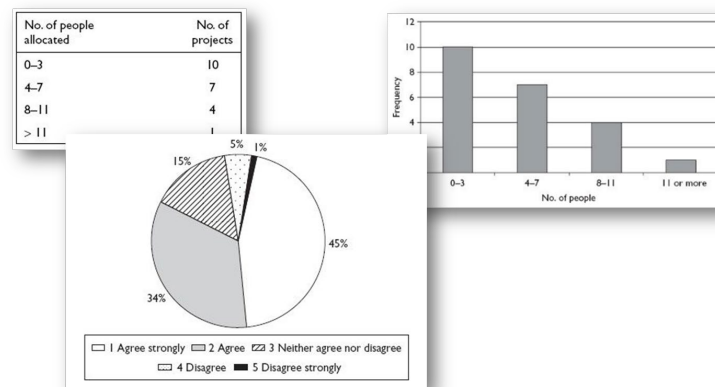 No. of people No. of
allocated projects
0–3 10
4–7 7
8–11 4
> 11 1
12
10
8
6
4
Frequency
0–3 4–7 8–11 11 or more
No. of people
5% 1%
15%
45%
34%
1 Agree strongly 2 Agree 3 Neither agree nor disagree
4 Disagree 5 Disagree strongly